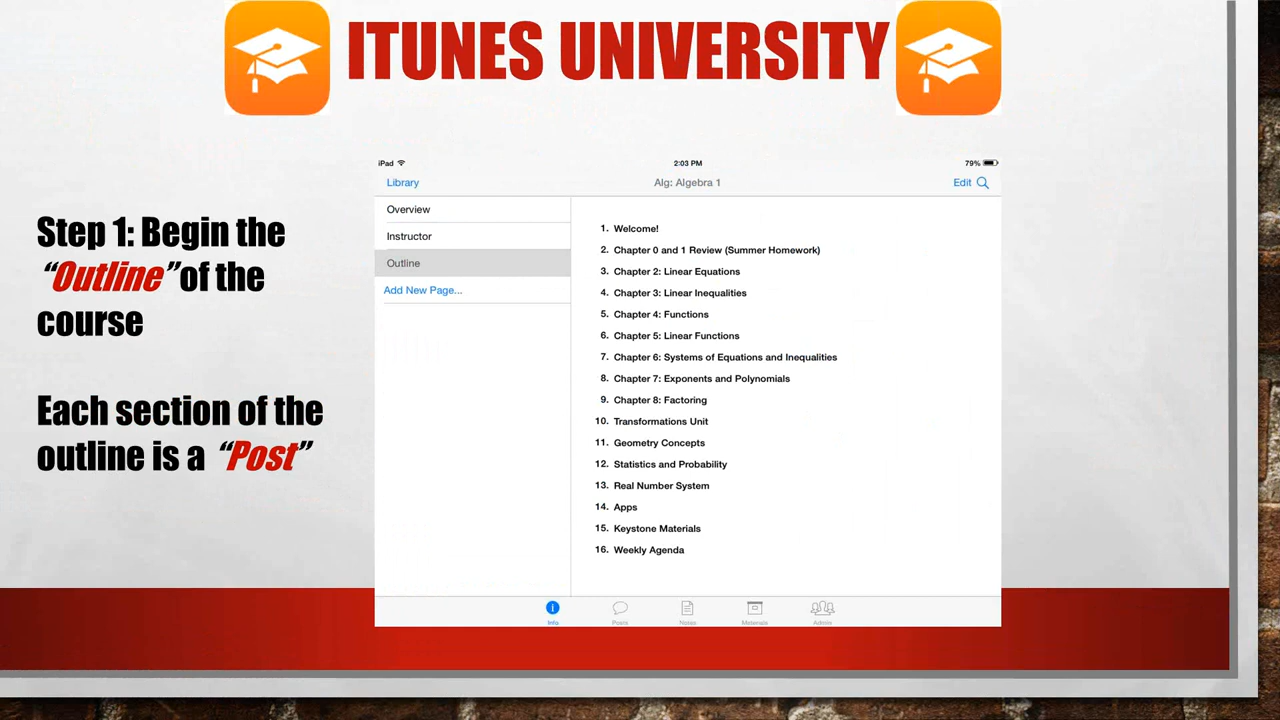 ITUNES UNIVERSITY
Step 1: Begin the
“Outline” of the
course
Each section of the
outline is a “Post”
iPad 2:03 PM 79%
Library Alg: Algebra 1 Edit
Overview
Instructor
Outline
Add New Page...
1. Welcome!
2. Chapter 0 and 1 Review (Summer Homework)
3. Chapter 2: Linear Equations
4. Chapter 3: Linear Inequalities
5. Chapter 4: Functions
6. Chapter 5: Linear Functions
7. Chapter 6: Systems of Equations and Inequalities
8. Chapter 7: Exponents and Polynomials
9. Chapter 8: Factoring
10. Transformations Unit
11. Geometry Concepts
12. Statistics and Probability
13. Real Number System
14. Apps
15. Keystone Materials
16. Weekly Agenda
Info Posts Notes Materials Admin